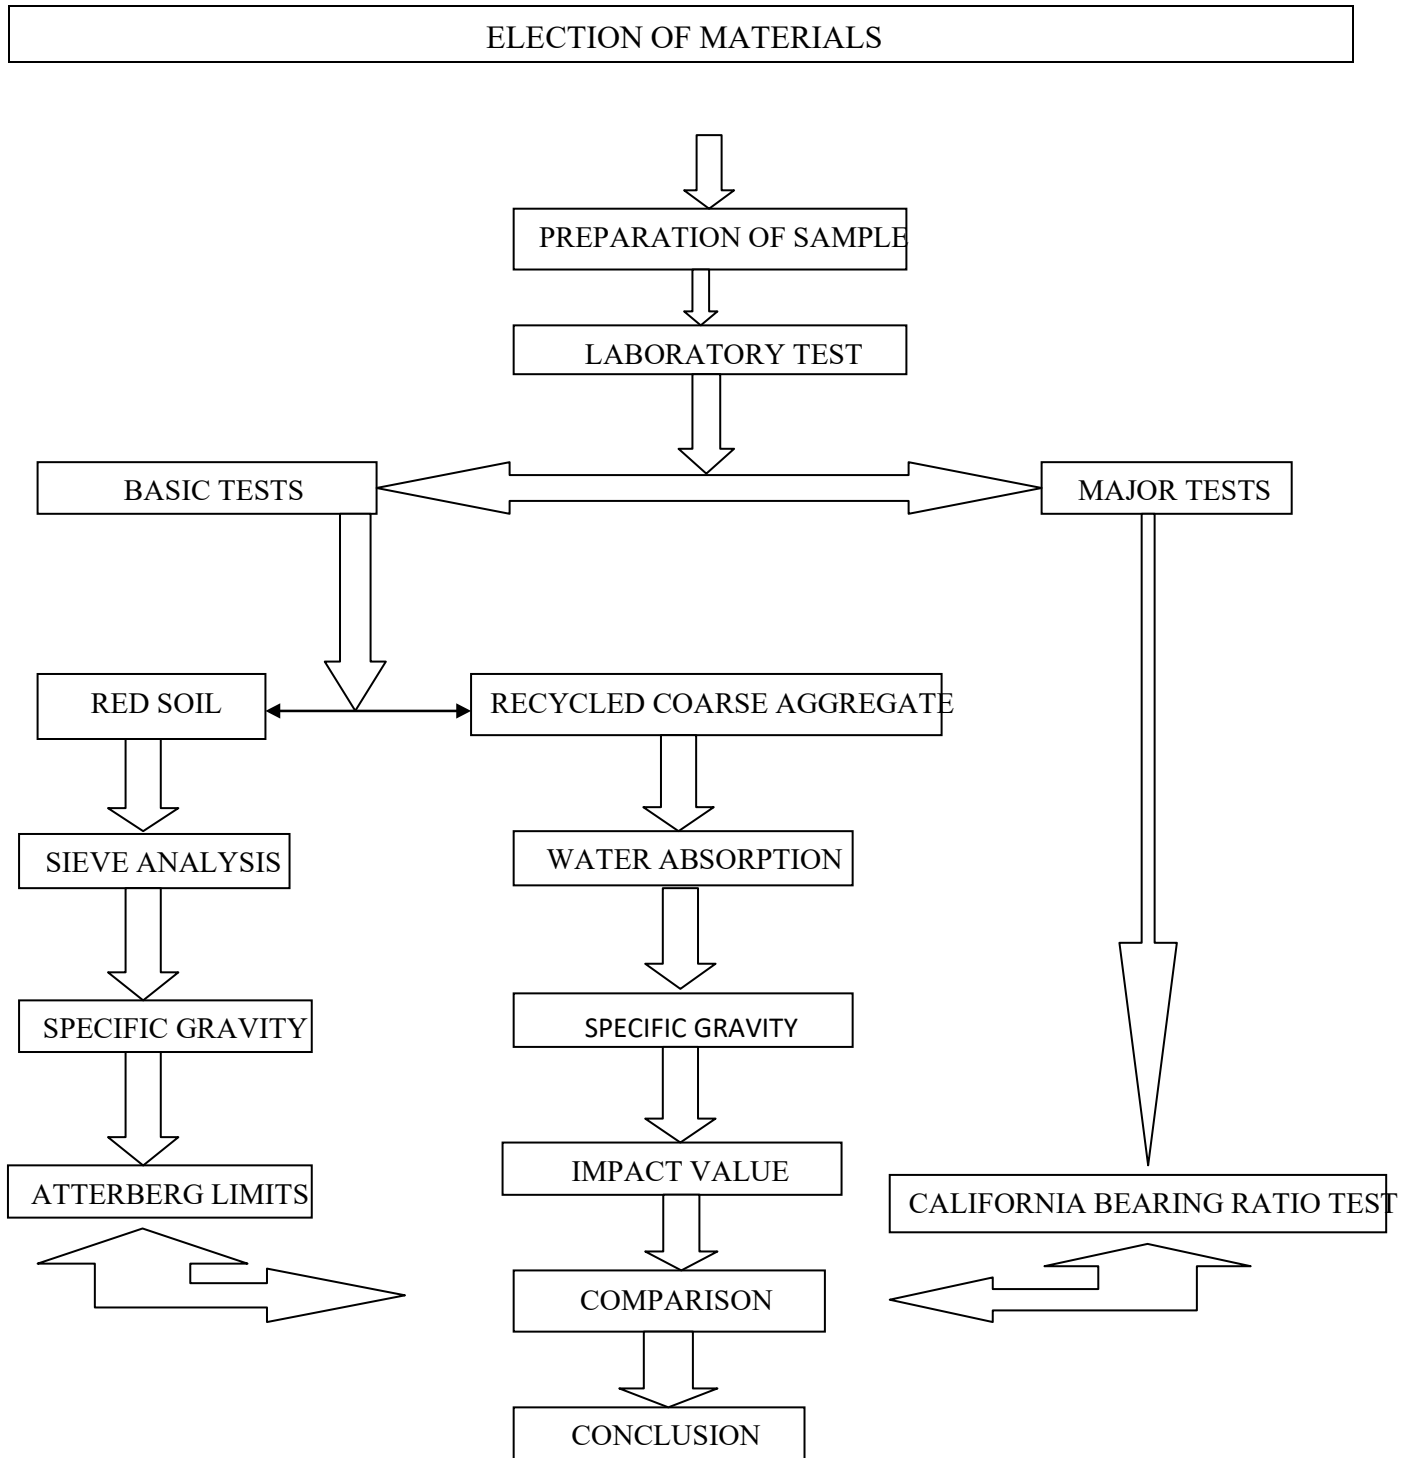 ELECTION OF MATERIALS
PREPARATION OF SAMPLE
LABORATORY TEST
BASIC TESTS
MAJOR TESTS
RED SOIL
RECYCLED COARSE AGGREGATE
SIEVE ANALYSIS
WATER ABSORPTION
SPECIFIC GRAVITY
SPECIFIC GRAVITY
IMPACT VALUE
ATTERBERG LIMITS
CALIFORNIA BEARING RATIO TEST
COMPARISON
CONCLUSION